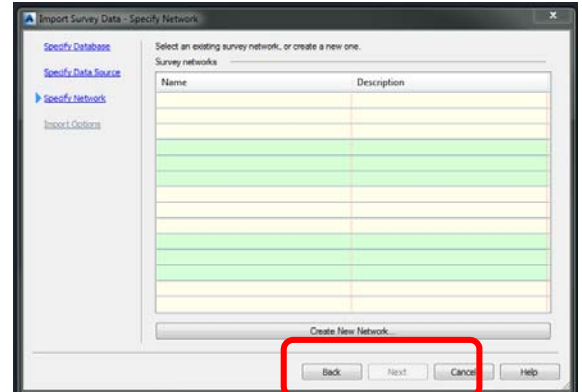 Import Survey Data - Specify Network
Specify Database
Specify Data Source
Specify Network
Import Options
Select an existing survey network, or create a new one.
Survey networks
Name Description
Create New Network...
Back Next Cancel Help